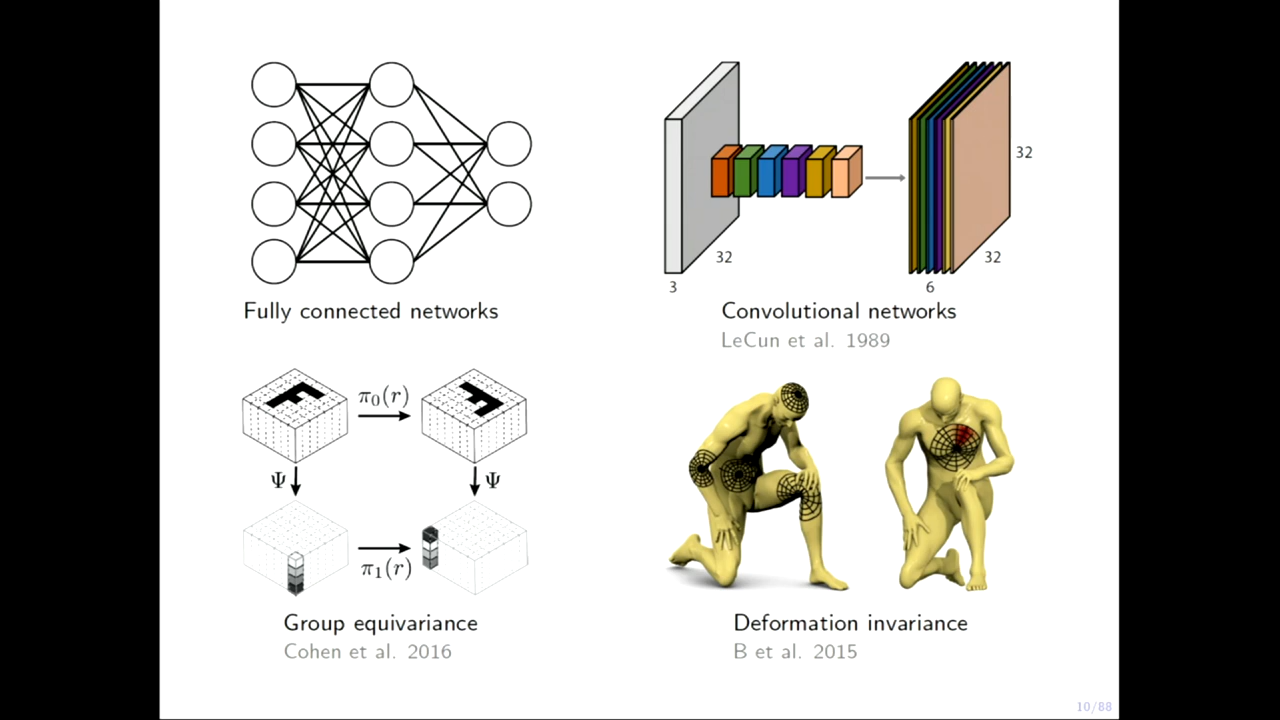 32
32
32
3
6
Fully connected networks
Convolutional networks
LeCun et al. 1989
π₀(r)
Ψ
Ψ
π₁(r)
Group equivariance
Cohen et al. 2016
Deformation invariance
B et al. 2015
10/88